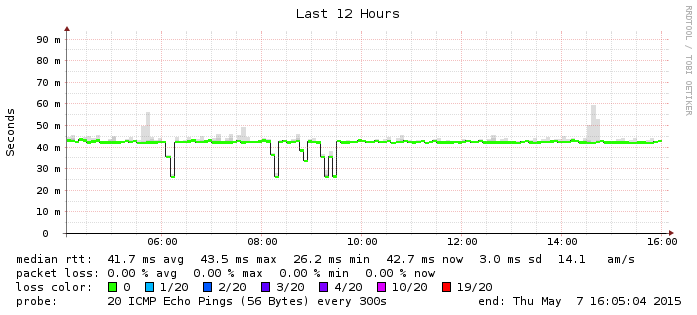 Last 12 Hours
RRDTOOL / TOBI OETIKER
Seconds
90 m
80 m
70 m
60 m
50 m
40 m
30 m
20 m
10 m
0
06:00 08:00 10:00 12:00 14:00 16:00
median rtt: 41.7 ms avg 43.5 ms max 26.2 ms min 42.7 ms now 3.0 ms sd 14.1 am/s
packet loss: 0.00 % avg 0.00 % max 0.00 % min 0.00 % now
loss color: 0 1/20 2/20 3/20 4/20 10/20 19/20
probe: 20 ICMP Echo Pings (56 Bytes) every 300s end: Thu May 7 16:05:04 2015